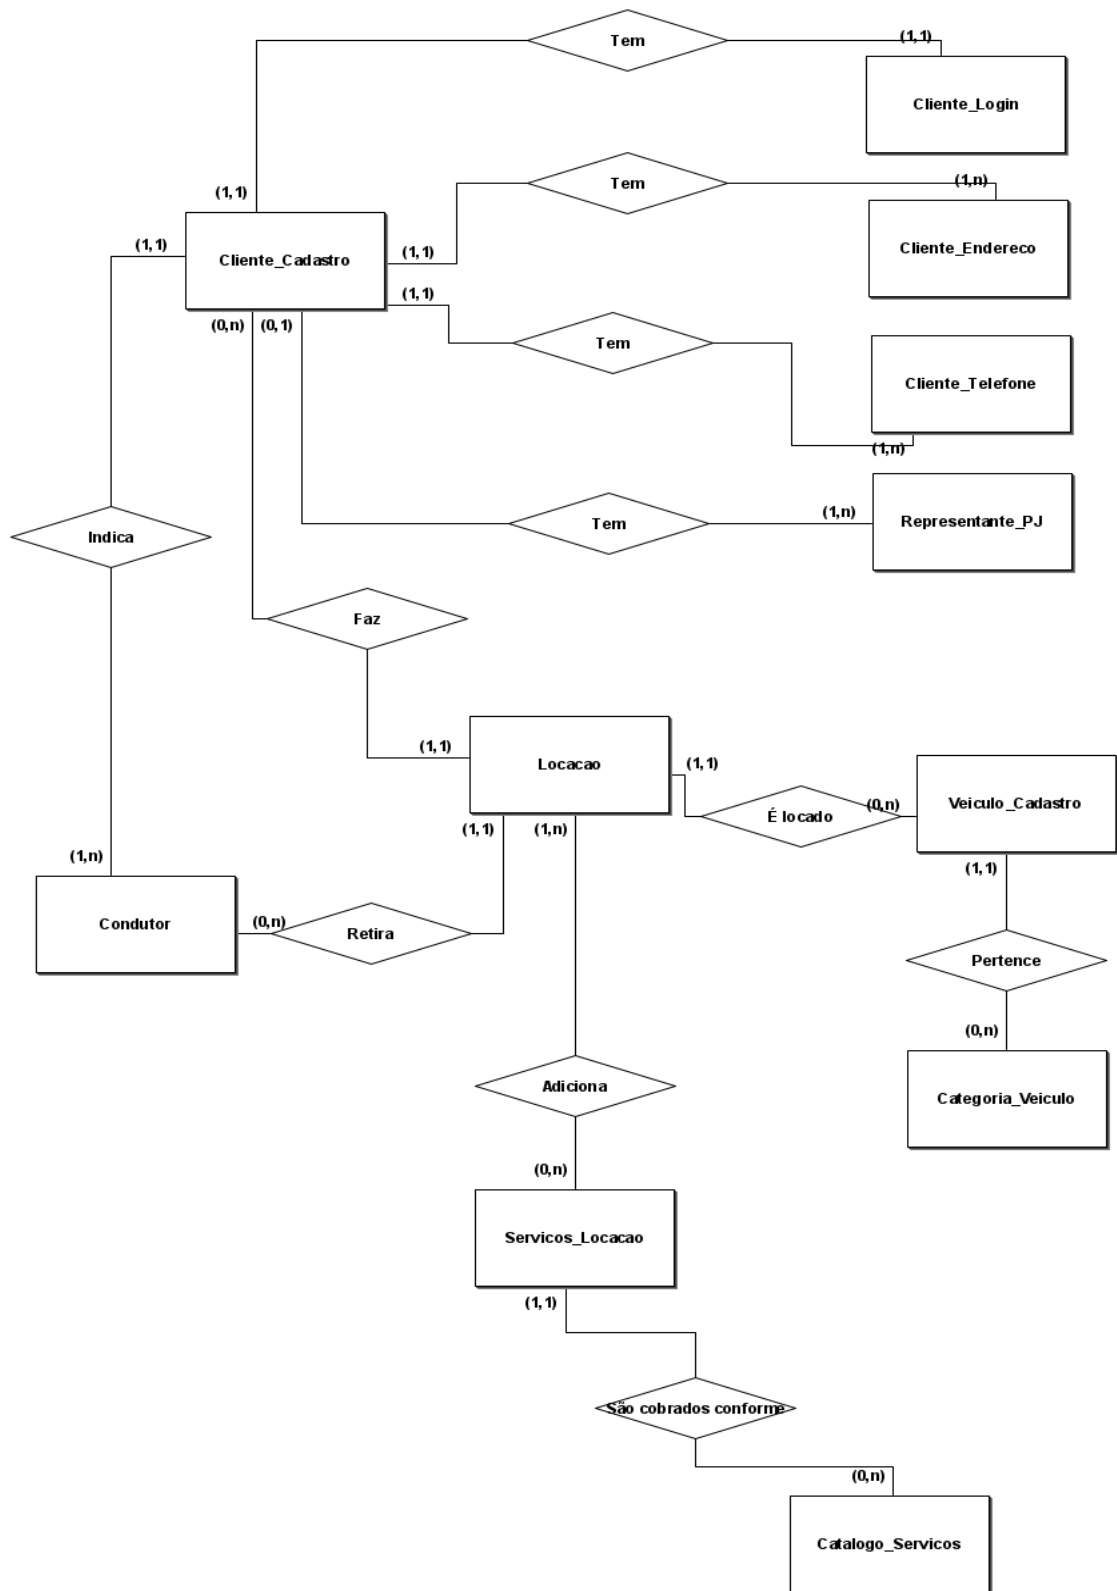 Tem
(1,1)
Cliente_Login
Tem
(1,n)
(1,1)
(1,1)
Cliente_Cadastro
(1,1)
Cliente_Endereco
(1,1)
(0,n)
(0,1)
Tem
Cliente_Telefone
(1,n)
Tem
(1,n)
Representante_PJ
Indica
Faz
(1,1)
Locacao
(1,1)
É locado
(0,n)
Veiculo_Cadastro
(1,1)
(1,n)
(1,n)
(1,1)
Condutor
(0,n)
Retira
Pertence
(0,n)
Categoria_Veiculo
Adiciona
(0,n)
Servicos_Locacao
(1,1)
São cobrados conforme
(0,n)
Catalogo_Servicos